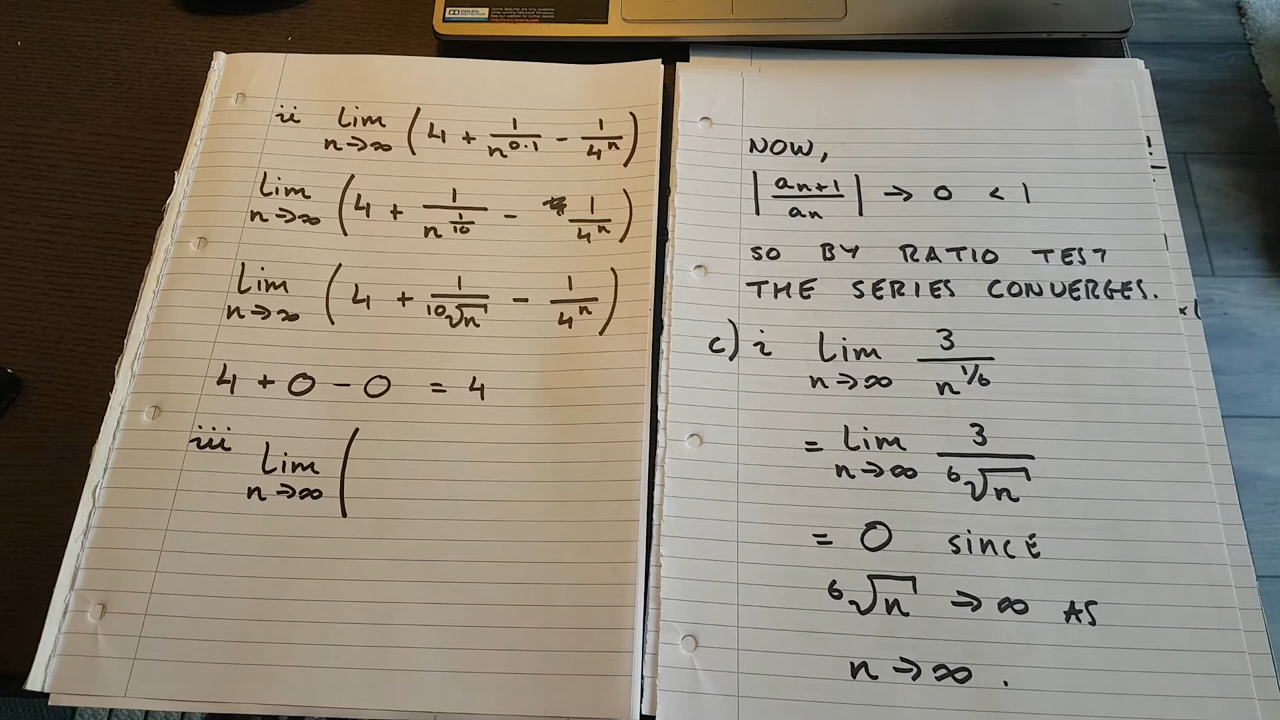 ii Lim n→∞ (4 + 1/n^0.1 − 1/4^n)
Lim n→∞ (4 + 1/n^(1/10) − 1/4^n)
Lim n→∞ (4 + 1/¹⁰√n − 1/4^n)
4 + 0 − 0 = 4
iii Lim n→∞ (
NOW,
|an+1/an| → 0 < 1
SO BY RATIO TEST
THE SERIES CONVERGES.
c) i Lim n→∞ 3/n^(1/6)
= Lim n→∞ 3/⁶√n
= 0 since
⁶√n → ∞ AS
n → ∞ .